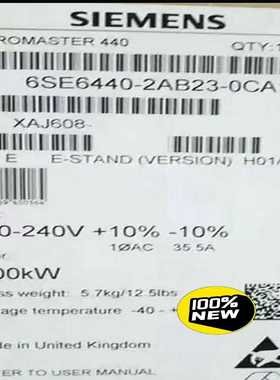 SIEMENS
ROMASTER 440
QTY:1
6SE6440-2AB23-0CA
XAJ608-
E
E-STAND (VERSION)
H01/
0-240V +10% -10%
1ØAC
35.5A
00kW
ss weight: 5.7kg/12.5lbs
age temperature -40 - +
de in United Kingdom
ER TO USER MANUAL
100%
NEW